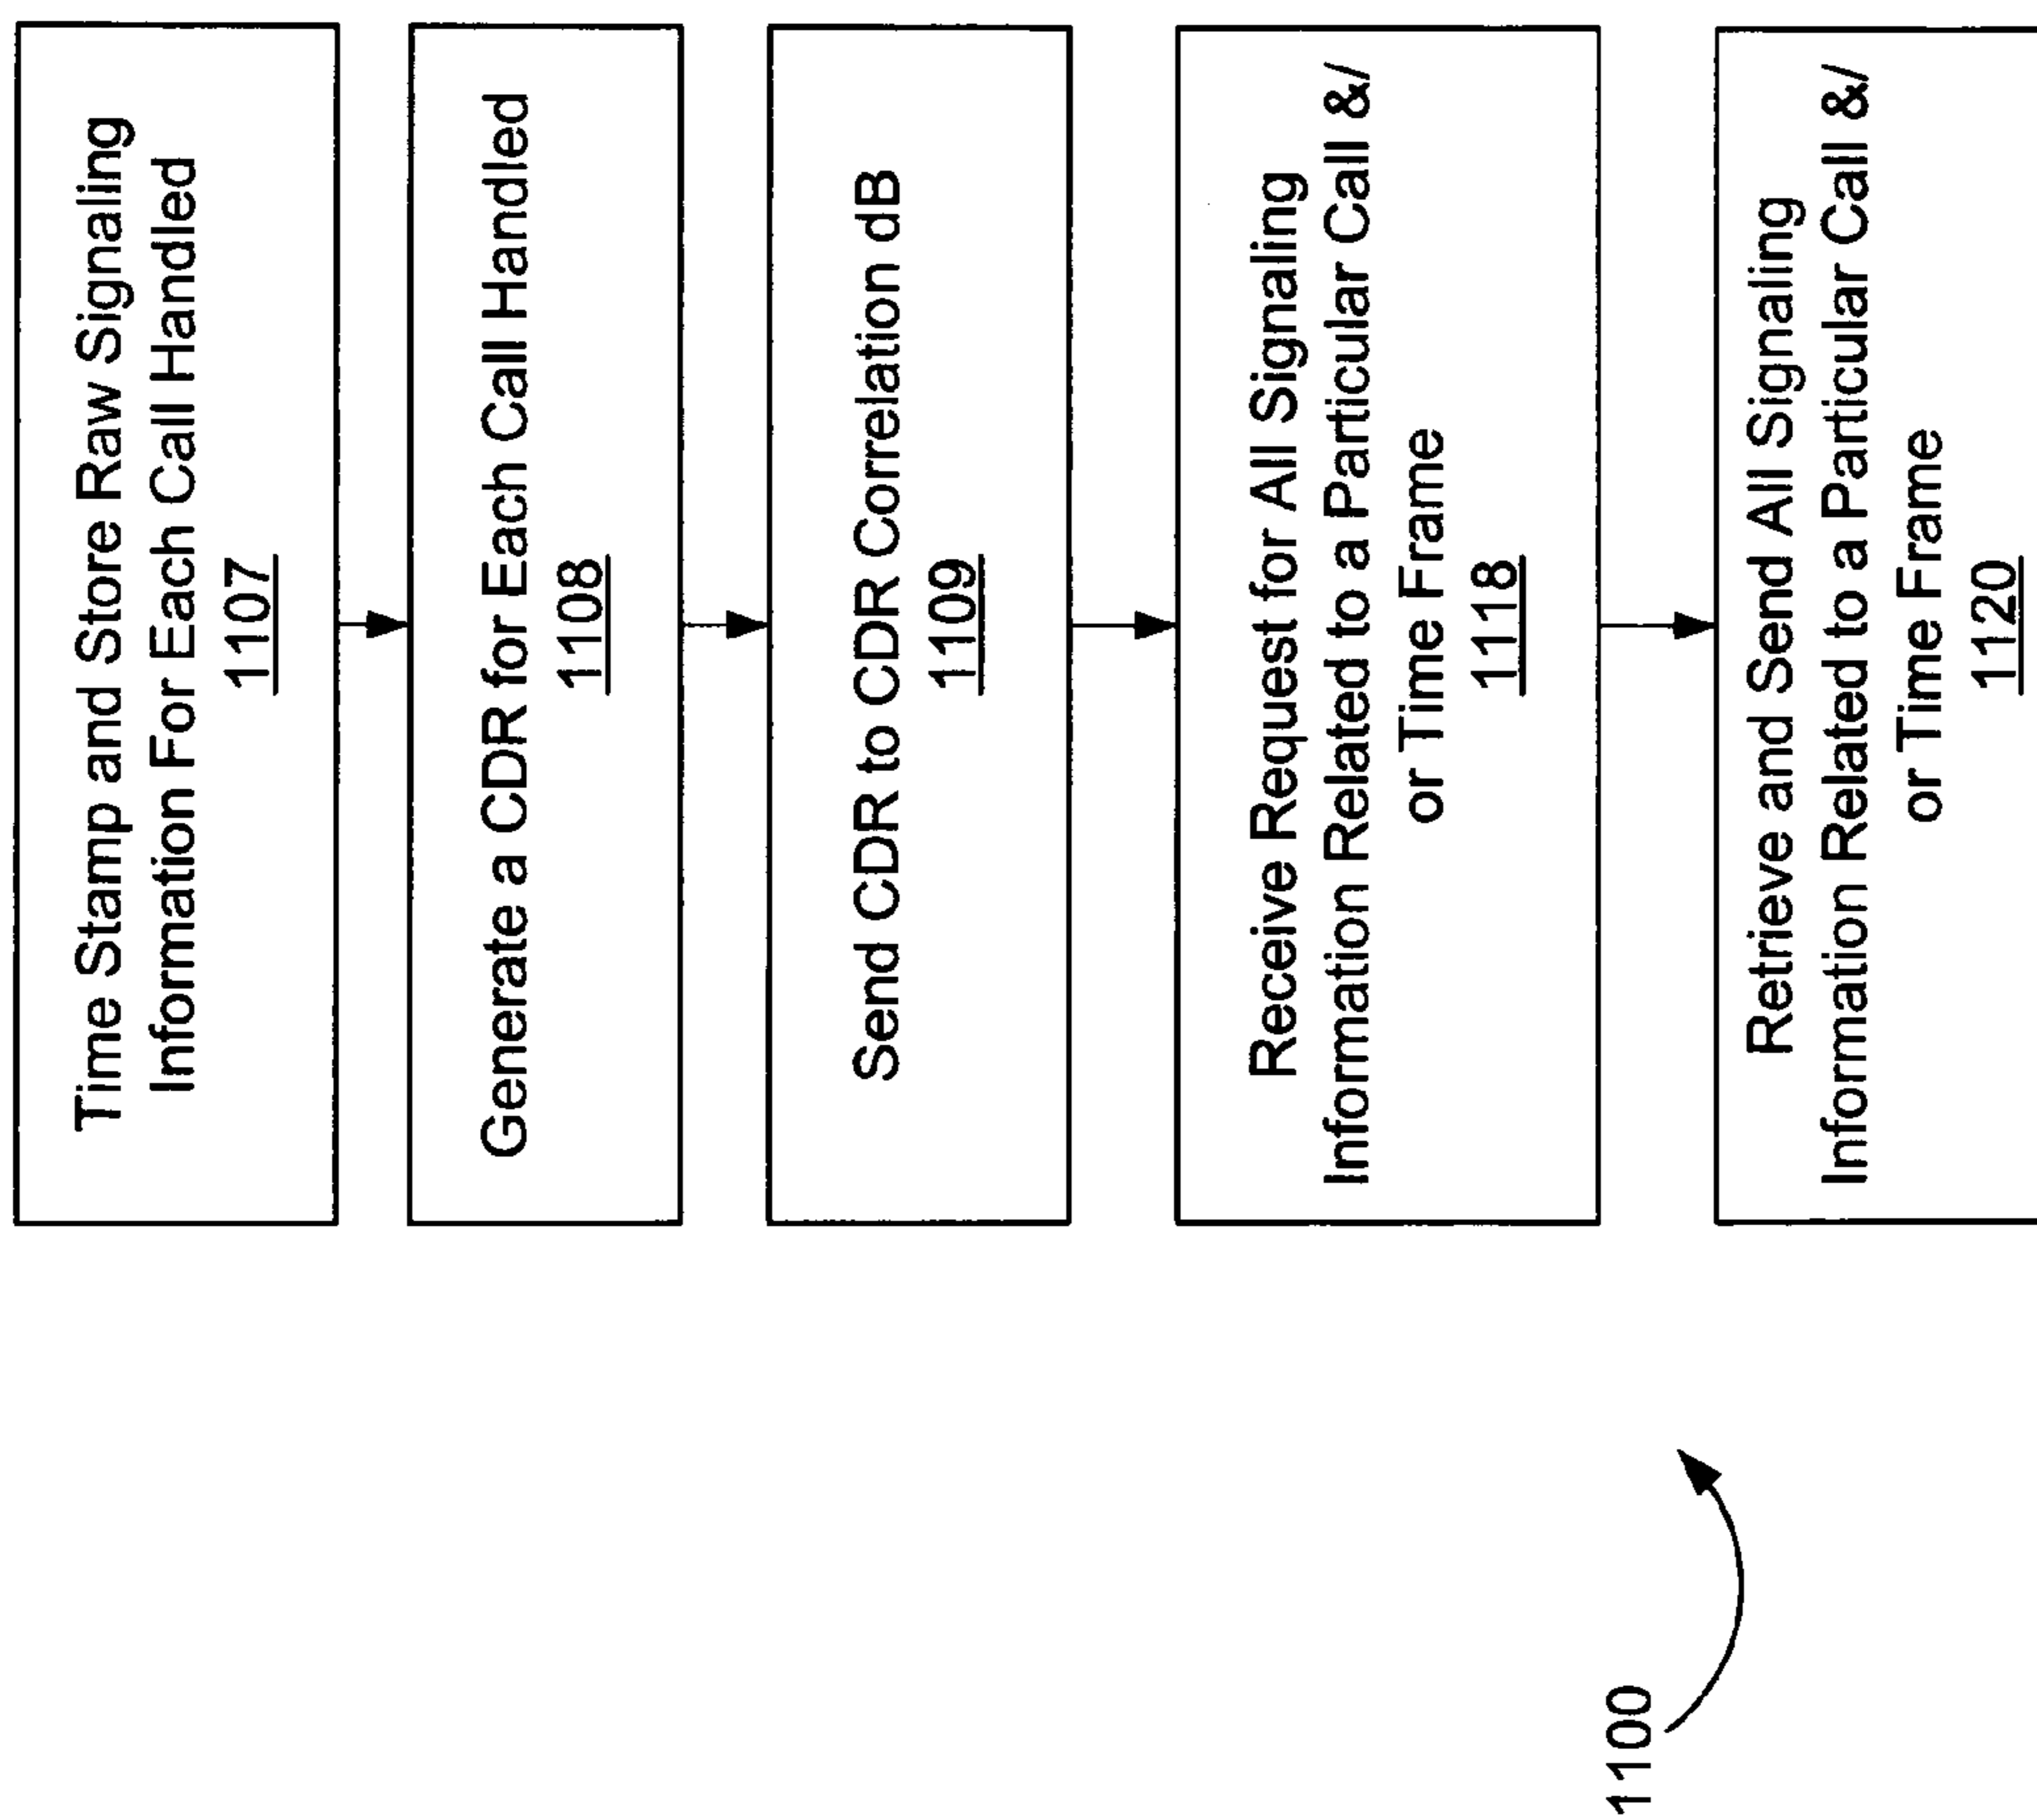 Time Stamp and Store Raw Signaling
Information For Each Call Handled
1107
Generate a CDR for Each Call Handled
1108
Send CDR to CDR Correlation dB
1109
Receive Request for All Signaling
Information Related to a Particular Call &/
or Time Frame
1118
Retrieve and Send All Signaling
Information Related to a Particular Call &/
or Time Frame
1120
1100